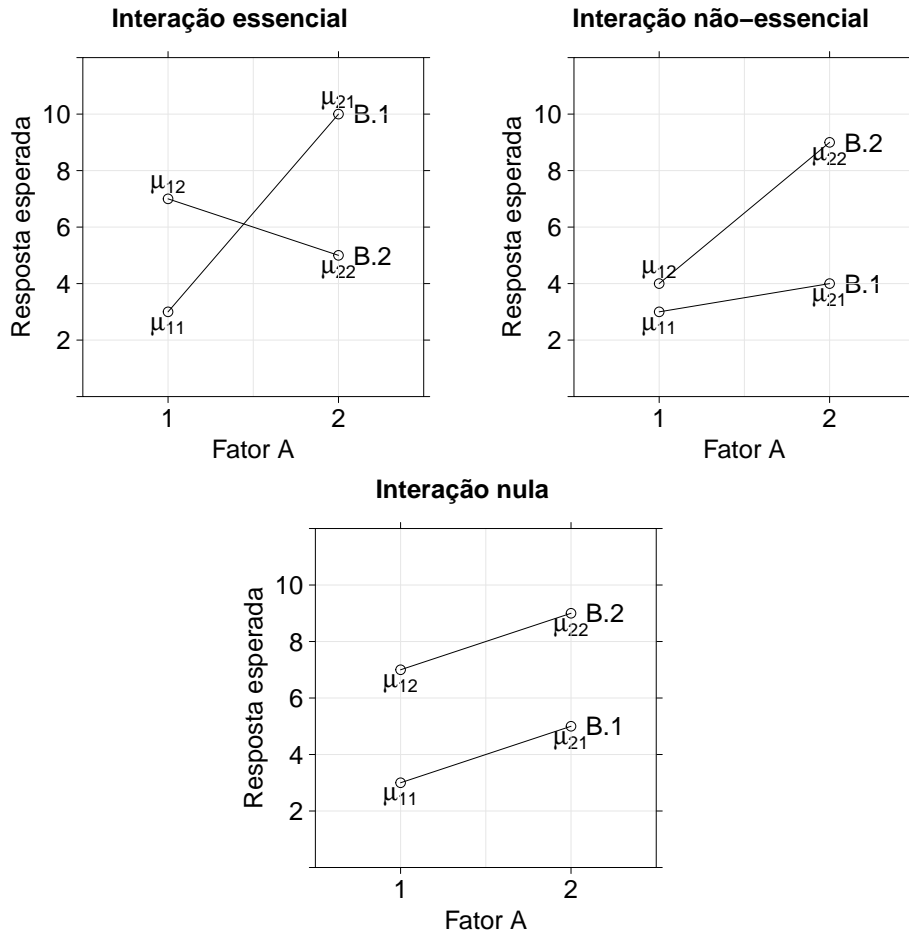 Interação essencial
Resposta esperada
10
8
6
4
2
μ12
μ11
μ21
B.1
μ22
B.2
1
2
Fator A
Interação não−essencial
Resposta esperada
10
8
6
4
2
μ12
μ11
μ22
B.2
μ21
B.1
1
2
Fator A
Interação nula
Resposta esperada
10
8
6
4
2
μ12
μ11
μ22
B.2
μ21
B.1
1
2
Fator A